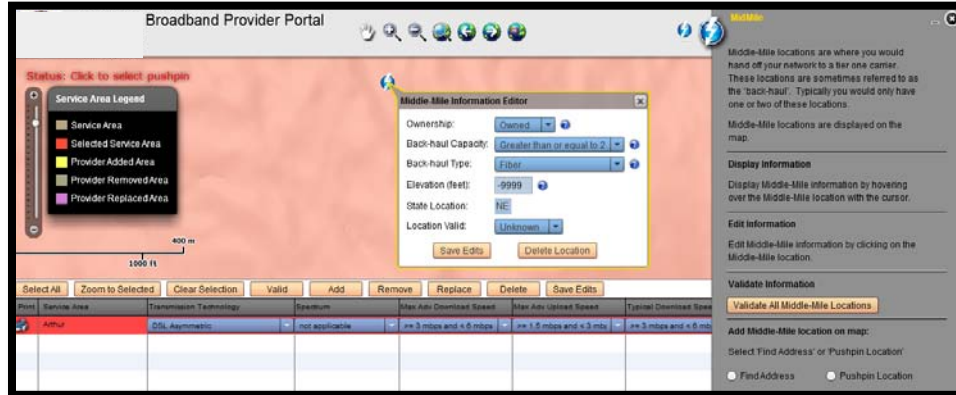 Broadband Provider Portal
Status: Click to select pushpin
Service Area Legend
Service Area
Selected Service Area
Provider Added Area
Provider Removed Area
Provider Replaced Area
400 m
1000 ft
Middle-Mile Information Editor
Ownership: Owned
Back-haul Capacity: Greater than or equal to 2
Back-haul Type: Fiber
Elevation (feet): -9999
State Location: NE
Location Valid: Unknown
Save Edits Delete Location
Select All Zoom to Selected Clear Selection Valid Add Remove Replace Delete Save Edits
Print Service Area Transmission Technology Spectrum Max Adv Download Speed Max Adv Upload Speed Typical Download Spee
Arthur DSL Asymmetric not applicable >= 3 mbps and < 6 mbps >= 1.5 mbps and < 3 mb >= 3 mbps and < 6 mb
MidMile
Middle-Mile locations are where you would
hand off your network to a tier one carrier.
These locations are sometimes referred to as
the 'back-haul'. Typically you would only have
one or two of these locations.
Middle-Mile locations are displayed on the
map.
Display Information
Display Middle-Mile information by hovering
over the Middle-Mile location with the cursor.
Edit Information
Edit Middle-Mile information by clicking on the
Middle-Mile location.
Validate Information
Validate All Middle-Mile Locations
Add Middle-Mile location on map:
Select 'Find Address' or 'Pushpin Location'
Find Address Pushpin Location